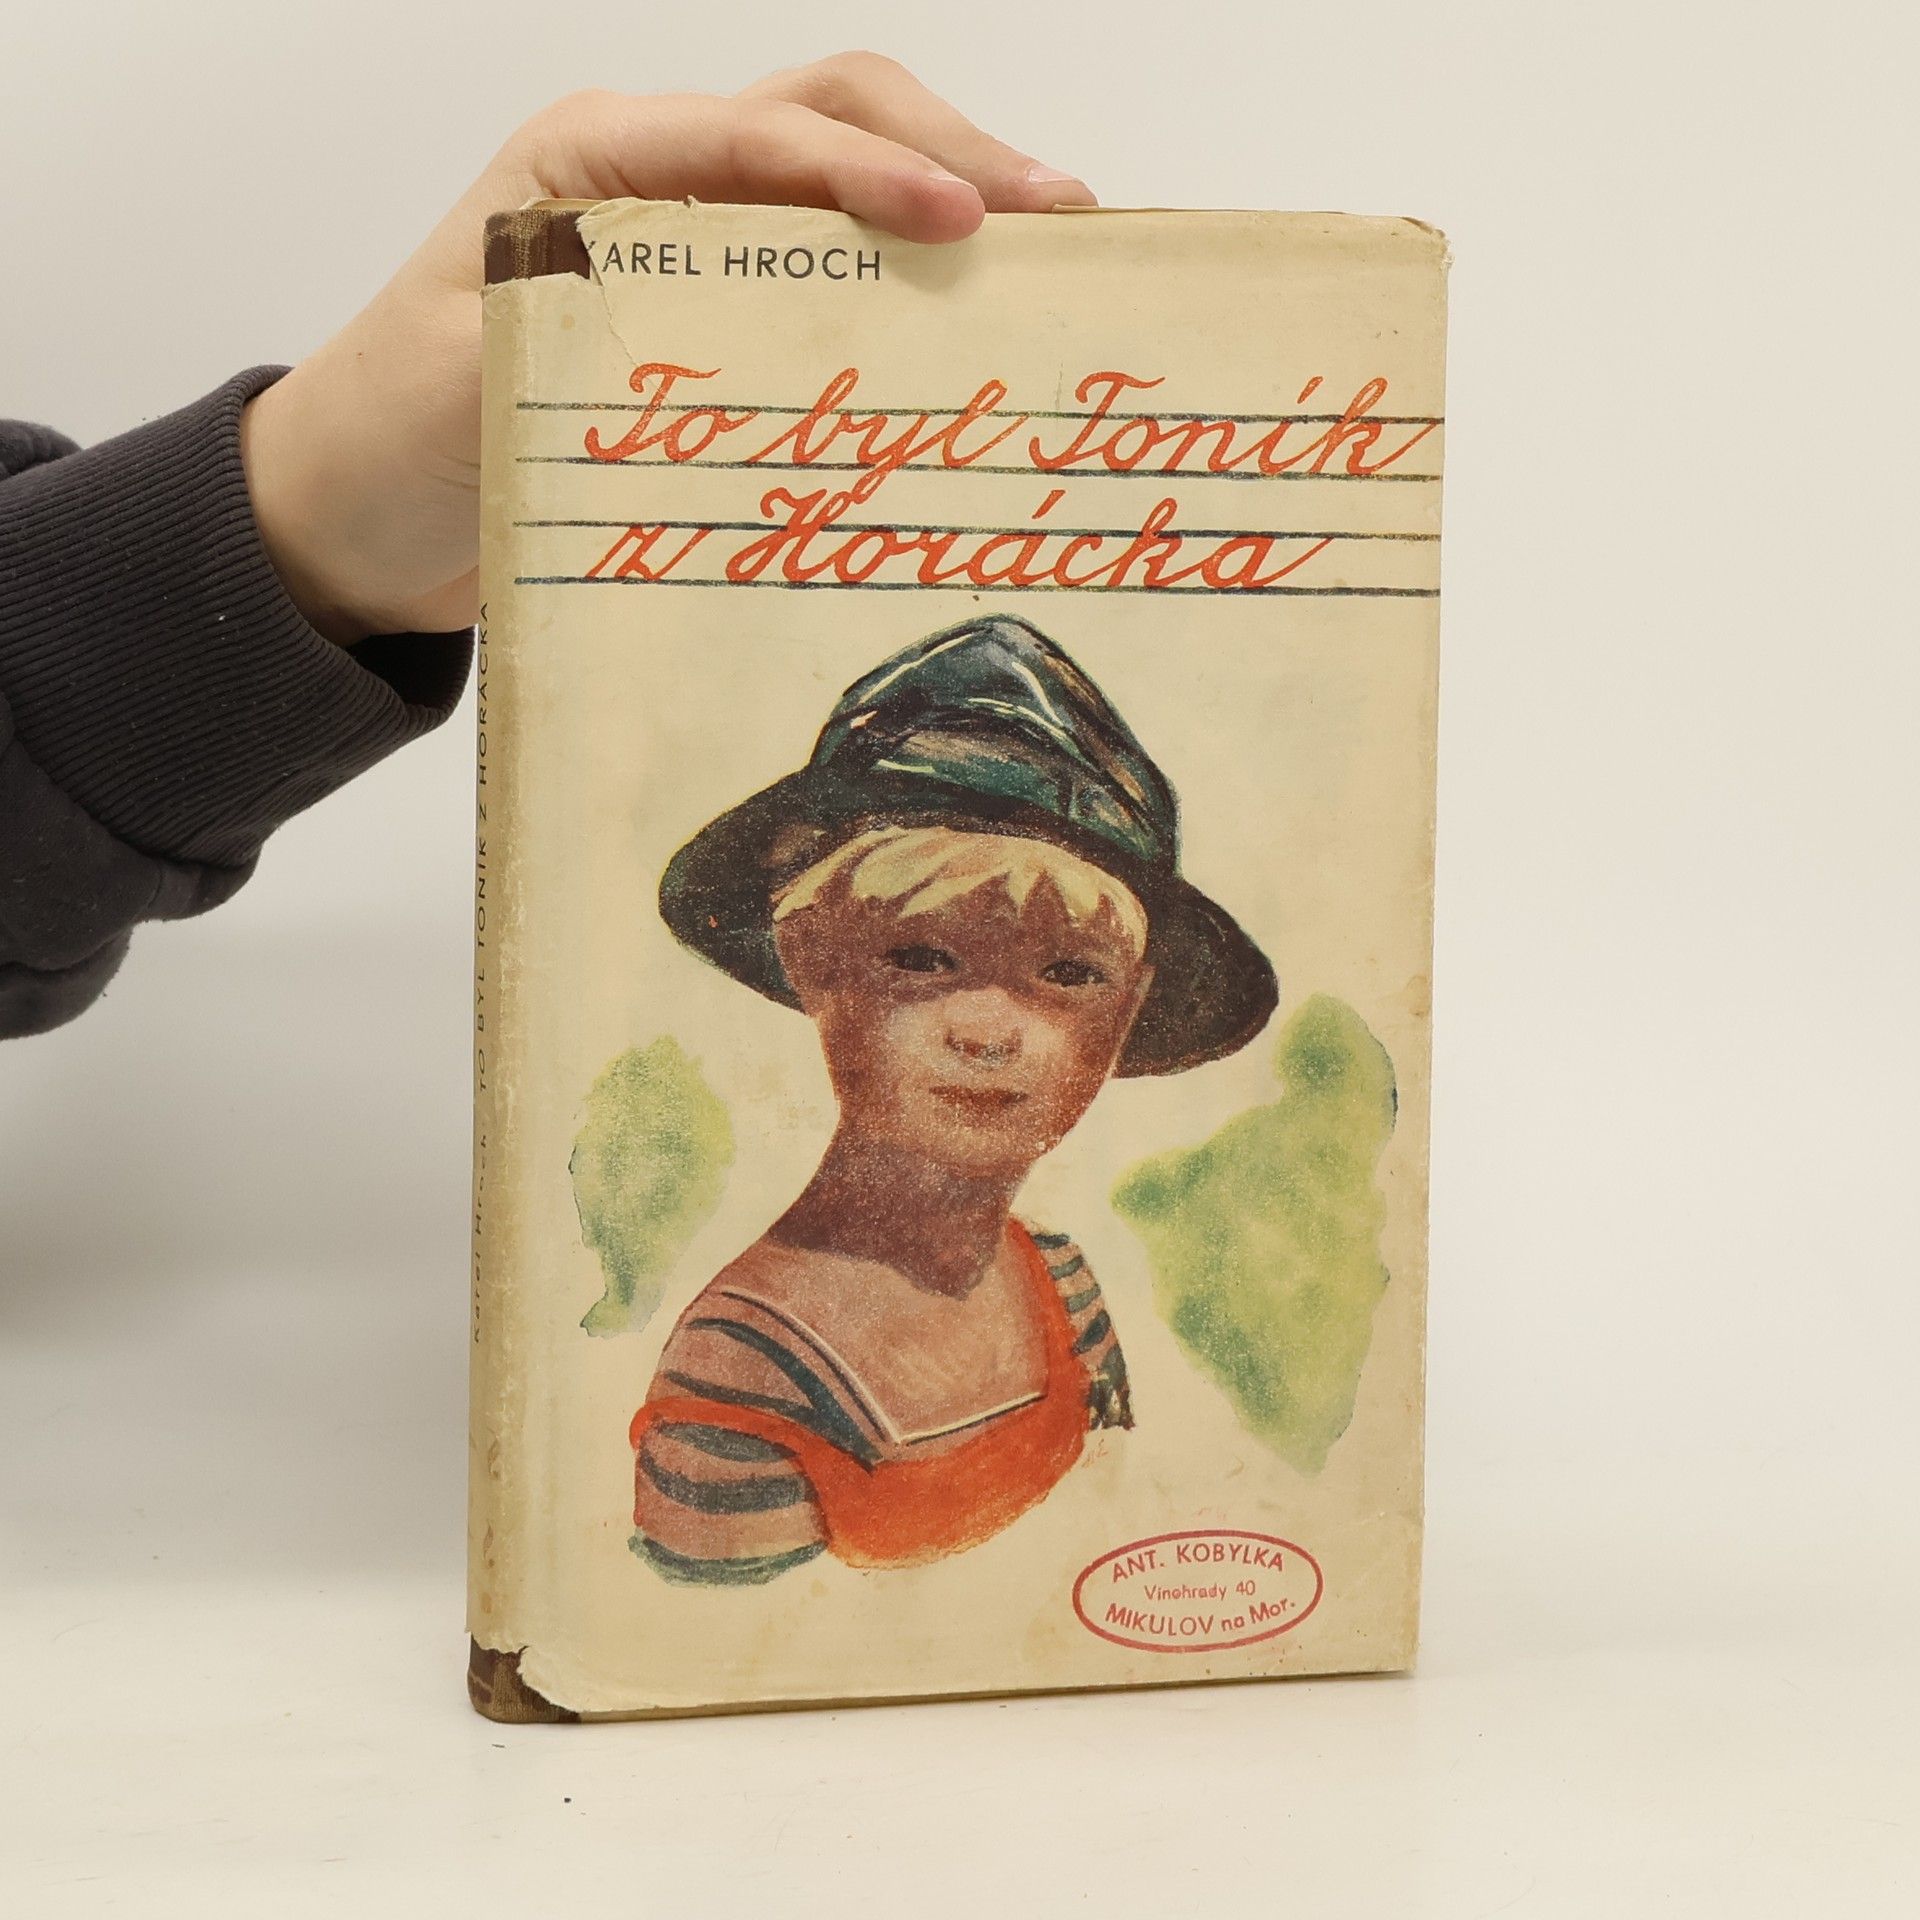 KAREL HROCH
To byl Toník
z Horácka
Karel Hroch: TO BYL TONÍK Z HORÁCKA
ANT. KOBYLKA
Vinohrady 40
MIKULOV na Mor.